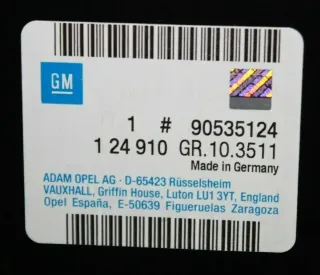 GM
1 # 90535124
1 24 910 GR.10.3511
Made in Germany
ADAM OPEL AG · D-65423 Rüsselsheim
VAUXHALL, Griffin House, Luton LU1 3YT, England
Opel España, E-50639 Figueruelas Zaragoza